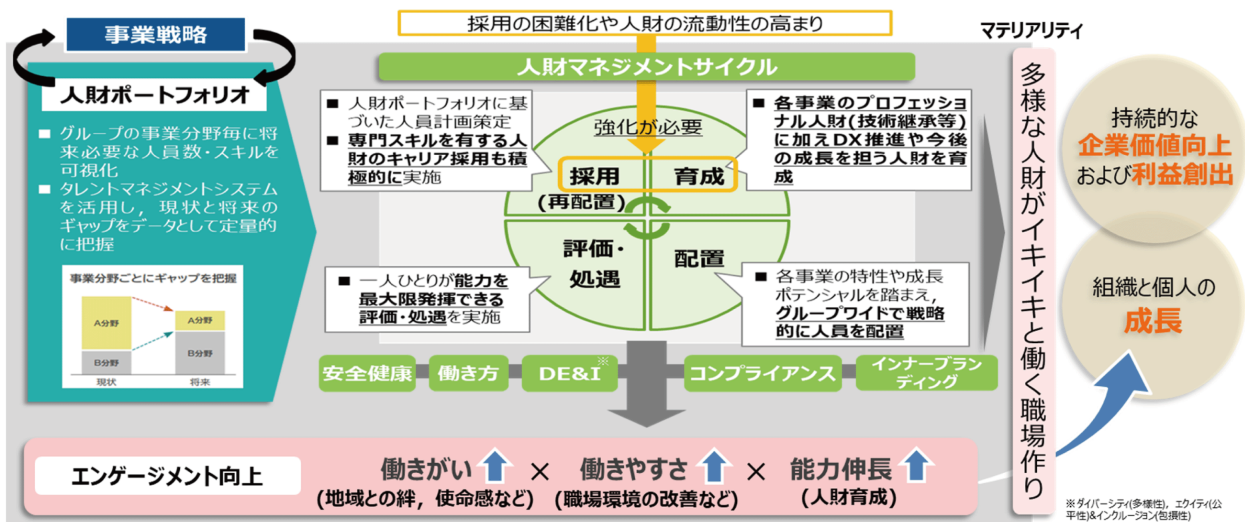 事業戦略
人財ポートフォリオ
■ グループの事業分野毎に将
来必要な人員数・スキルを
可視化
■ タレントマネジメントシステム
を活用し，現状と将来の
ギャップをデータとして定量的
に把握
事業分野ごとにギャップを把握
A分野
B分野
A分野
B分野
現状
将来
採用の困難化や人財の流動性の高まり
人財マネジメントサイクル
■ 人財ポートフォリオに基
づいた人員計画策定
■ 専門スキルを有する人
財のキャリア採用も積
極的に実施
強化が必要
■ 各事業のプロフェッショ
ナル人財(技術継承等)
に加えDX推進や今後
の成長を担う人財を育
成
採用
(再配置)
育成
評価・
処遇
配置
■ 一人ひとりが能力を
最大限発揮できる
評価・処遇を実施
■ 各事業の特性や成長
ポテンシャルを踏まえ，
グループワイドで戦略
的に人員を配置
安全健康
働き方
DE&I※
コンプライアンス
インナーブラン
ディング
エンゲージメント向上
働きがい
(地域との絆，使命感など)
×
働きやすさ
(職場環境の改善など)
×
能力伸長
(人財育成)
マテリアリティ
多様な人財がイキイキと働く職場作り
持続的な
企業価値向上
および利益創出
組織と個人の
成長
※ダイバーシティ(多様性)，エクイティ(公
平性)&インクルージョン(包摂性)